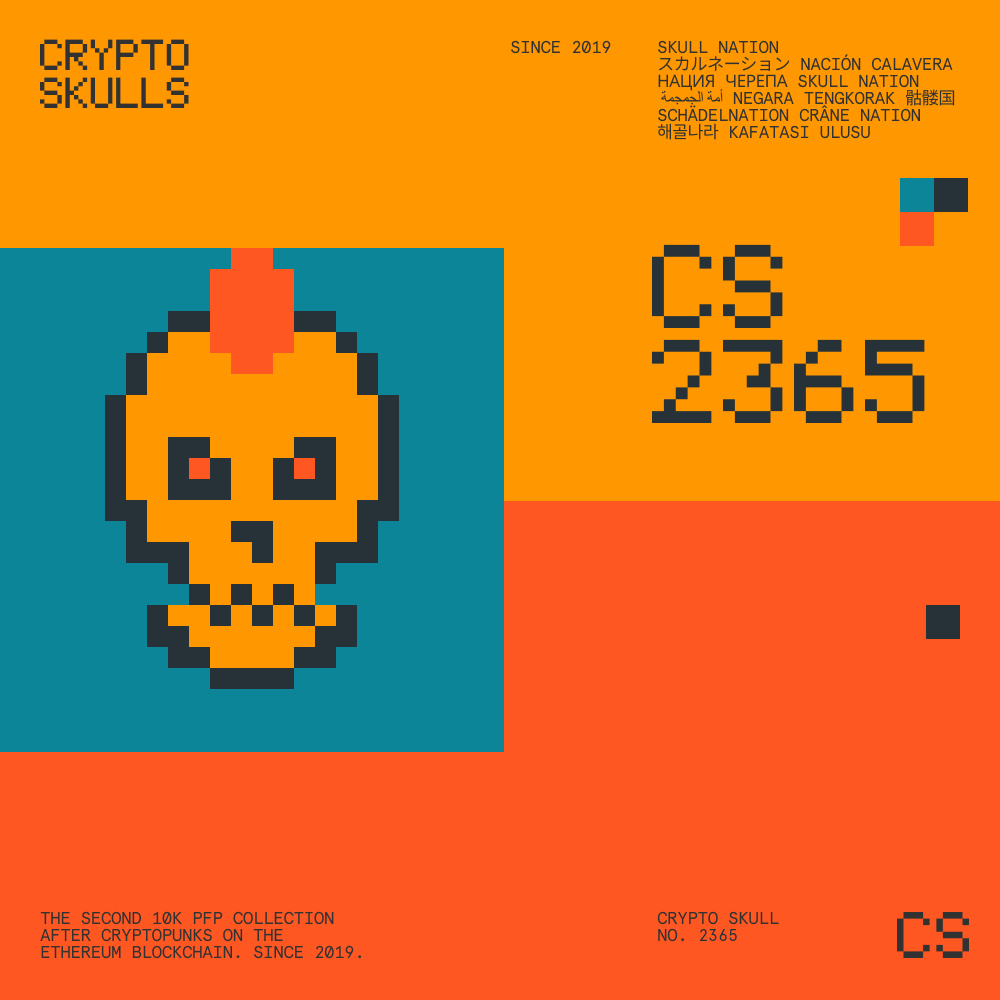 CRYPTO
SKULLS
SINCE 2019
SKULL NATION
スカルネーション NACIÓN CALAVERA
НАЦИЯ ЧЕРЕПА SKULL NATION
أمة الجمجمة NEGARA TENGKORAK 骷髅国
SCHÄDELNATION CRÂNE NATION
해골나라 KAFATASI ULUSU
CS
2365
THE SECOND 10K PFP COLLECTION
AFTER CRYPTOPUNKS ON THE
ETHEREUM BLOCKCHAIN. SINCE 2019.
CRYPTO SKULL
NO. 2365
CS